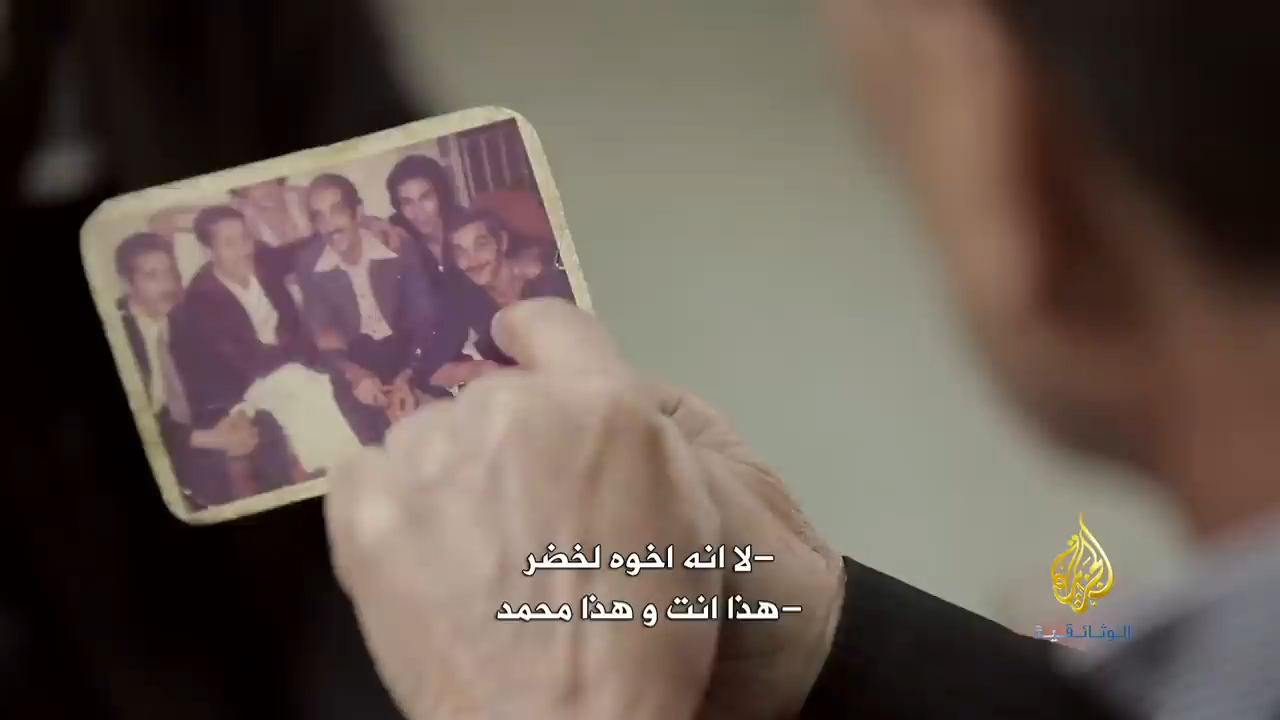 -لا انه اخوه لخضر
-هذا انت و هذا محمد
الجزيرة
الوثائقية